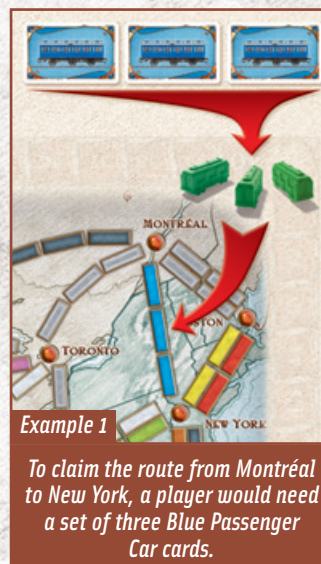 MONTRÉAL
STON
TORONTO
NEW YORK
Example 1
To claim the route from Montréal
to New York, a player would need
a set of three Blue Passenger
Car cards.